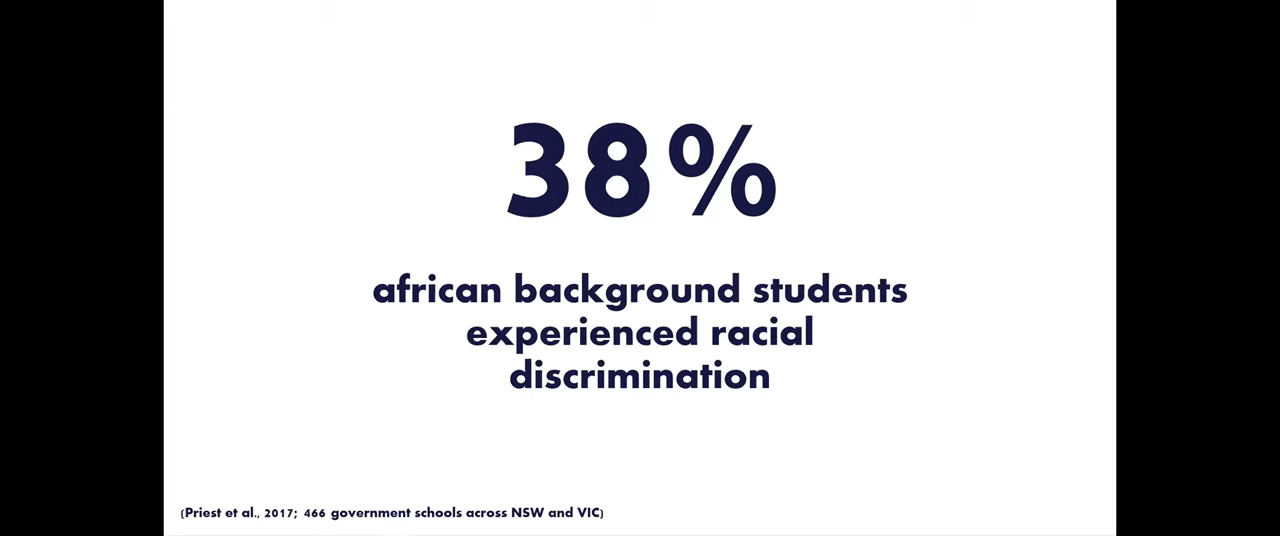 38%
african background students
experienced racial
discrimination
(Priest et al., 2017; 466 government schools across NSW and VIC)